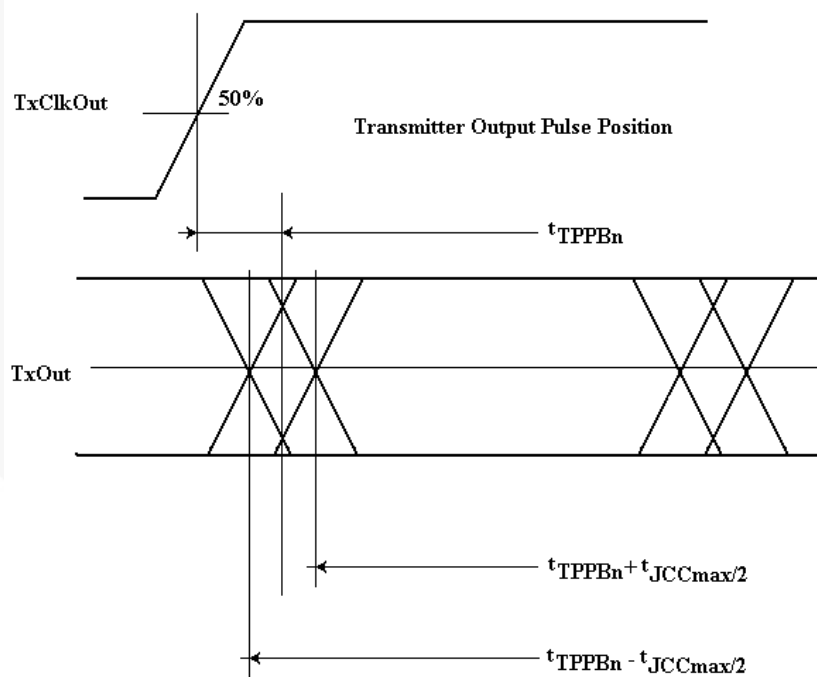 TxClkOut
50%
Transmitter Output Pulse Position
tTPPBn
TxOut
tTPPBn+ tJCCmax/2
tTPPBn - tJCCmax/2